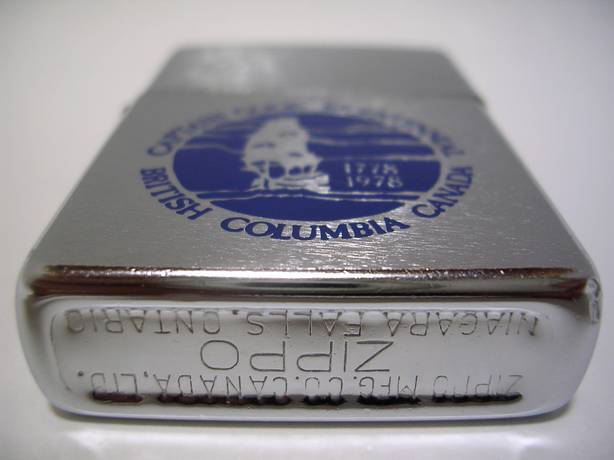 CAPTAIN COOK BICENTENNIAL
1778
1978
BRITISH COLUMBIA CANADA
ZIPPO MFG. CO. CANADA, LTD.
ZIPPO
NIAGARA FALLS, ONTARIO